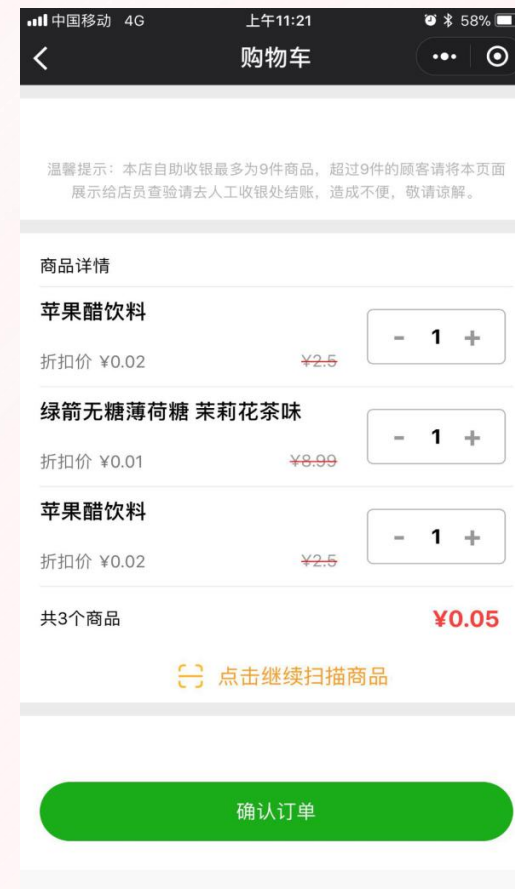 中国移动 4G 上午11:21 58%
购物车
温馨提示：本店自助收银最多为9件商品，超过9件的顾客请将本页面
展示给店员查验请去人工收银处结账，造成不便，敬请谅解。
商品详情
苹果醋饮料
- 1 +
折扣价 ¥0.02 ¥2.5
绿箭无糖薄荷糖 茉莉花茶味
- 1 +
折扣价 ¥0.01 ¥8.99
苹果醋饮料
- 1 +
折扣价 ¥0.02 ¥2.5
共3个商品 ¥0.05
点击继续扫描商品
确认订单